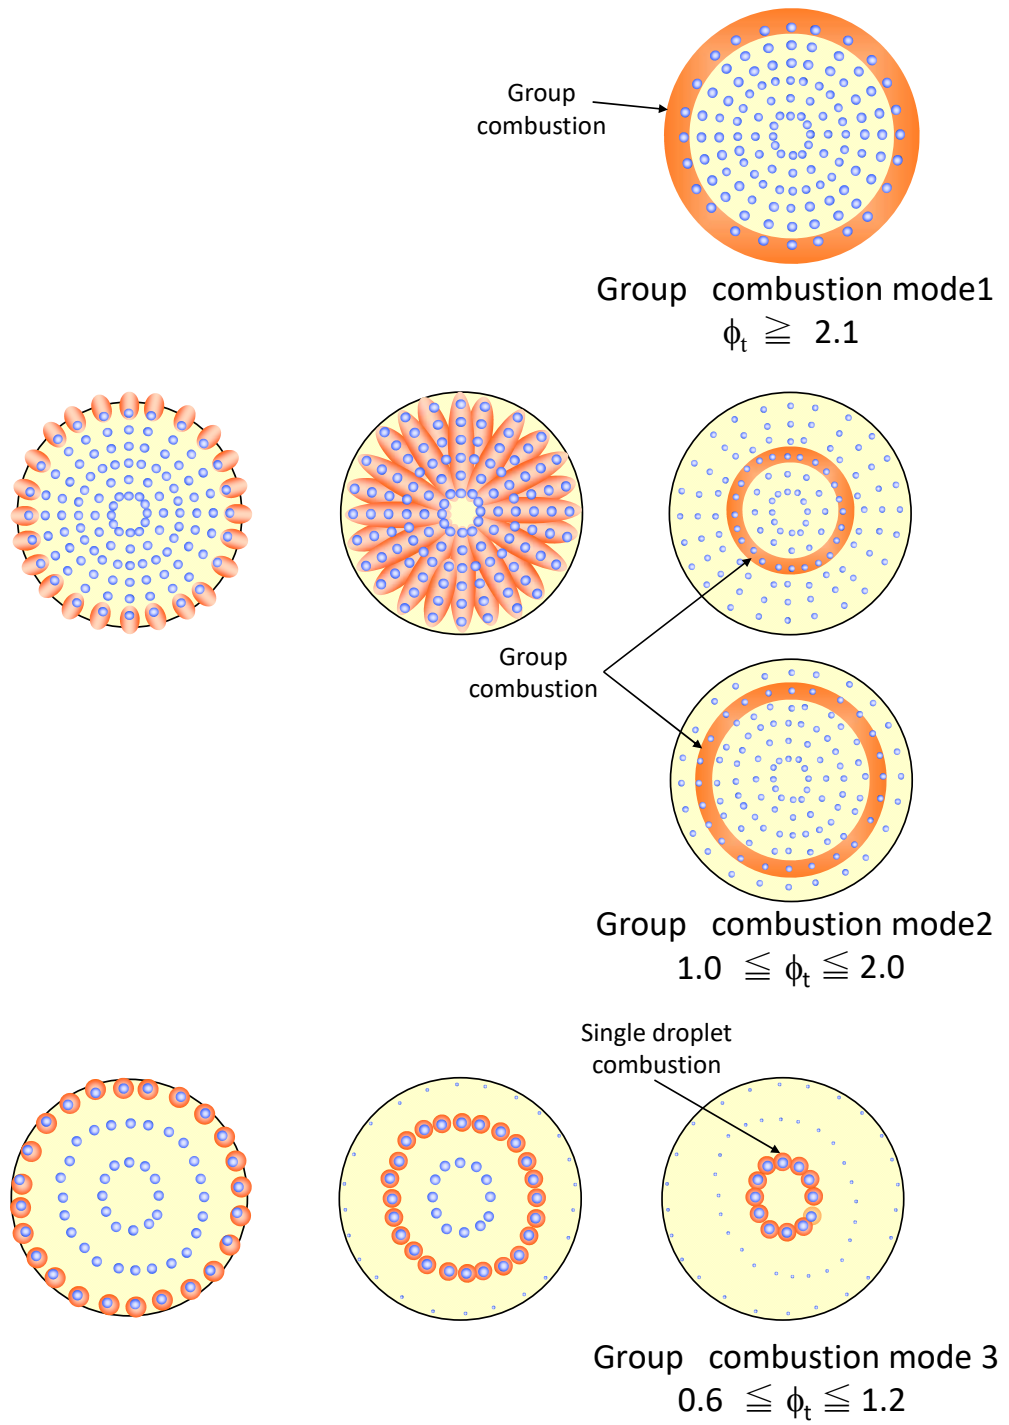 Group
combustion
Group combustion mode1
ϕt ≧ 2.1
Group
combustion
Group combustion mode2
1.0 ≦ ϕt ≦ 2.0
Single droplet
combustion
Group combustion mode 3
0.6 ≦ ϕt ≦ 1.2